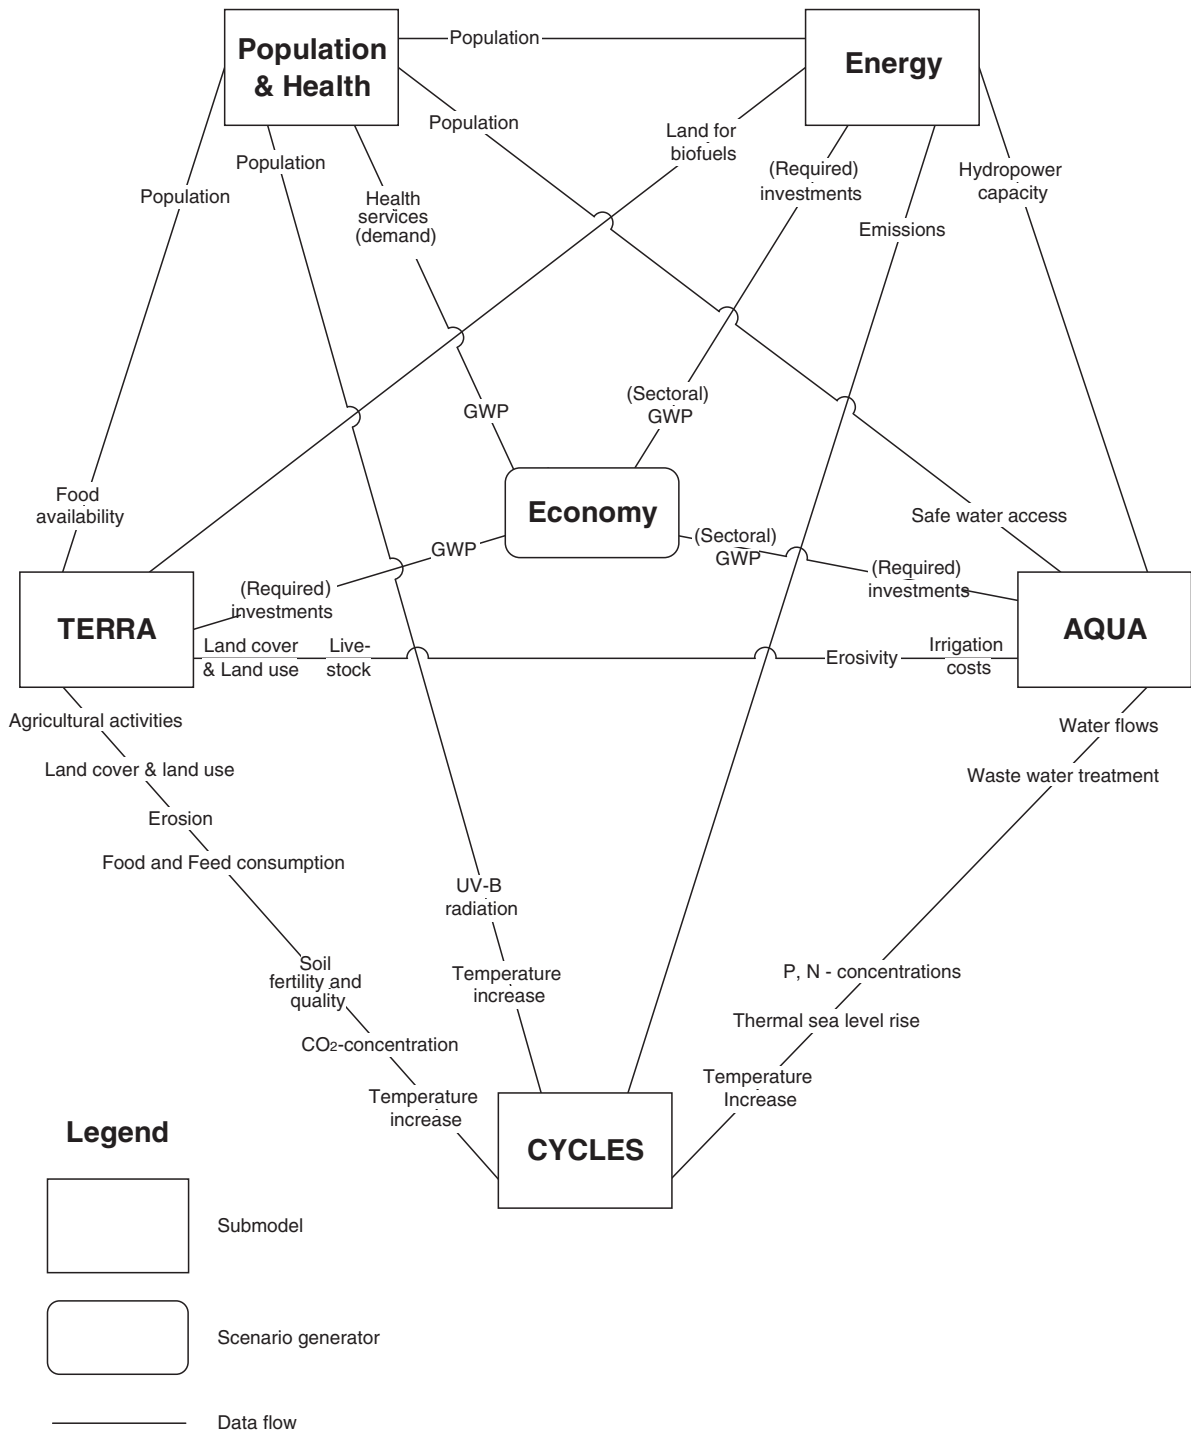 Population
& Health
Population
Energy
Population
Population
Population
Health
services
(demand)
Land for
biofuels
(Required)
investments
Hydropower
capacity
Emissions
(Sectoral)
GWP
GWP
Food
availability
Economy
Safe water access
GWP
(Sectoral)
GWP
(Required)
investments
(Required)
investments
TERRA
AQUA
Land cover
& Land use
Live-
stock
Erosivity
Irrigation
costs
Agricultural activities
Land cover & land use
Erosion
Food and Feed consumption
Water flows
Waste water treatment
UV-B
radiation
Temperature
increase
Soil
fertility and
quality
CO2-concentration
Temperature
increase
P, N - concentrations
Thermal sea level rise
Temperature
Increase
CYCLES
Legend
Submodel
Scenario generator
Data flow